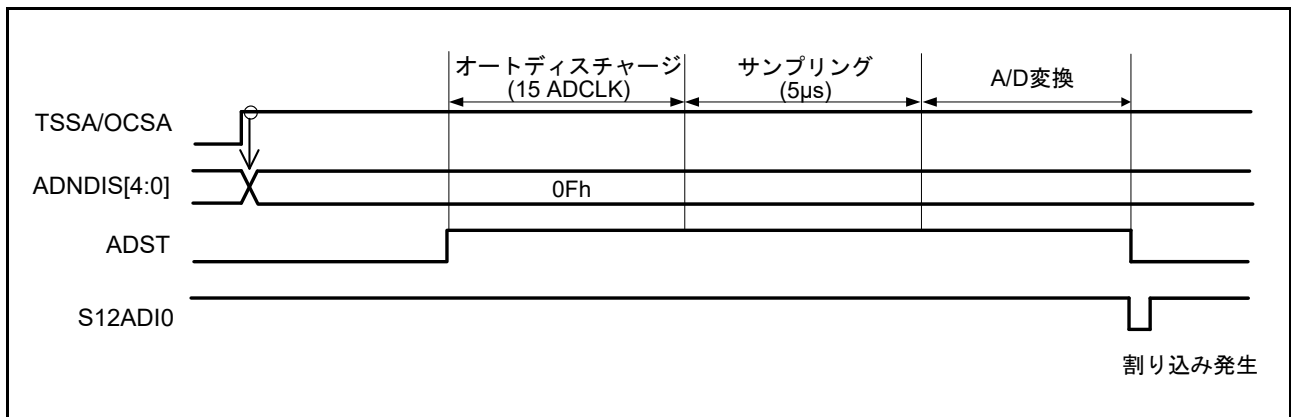 オートディスチャージ
(15 ADCLK)
サンプリング
(5µs)
A/D変換
TSSA/OCSA
ADNDIS[4:0]
0Fh
ADST
S12ADI0
割り込み発生